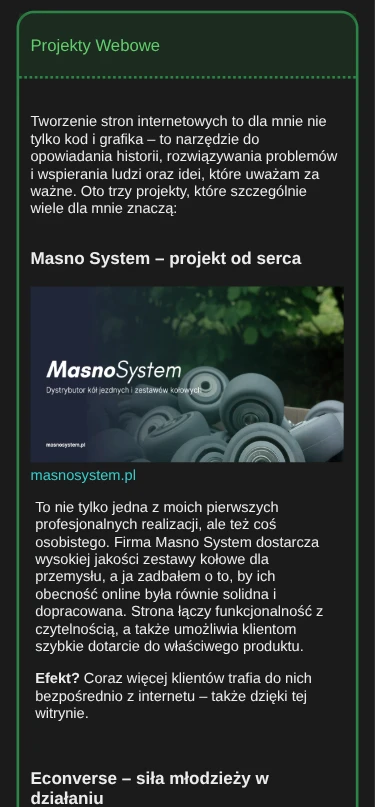 Projekty Webowe
Tworzenie stron internetowych to dla mnie nie
tylko kod i grafika – to narzędzie do
opowiadania historii, rozwiązywania problemów
i wspierania ludzi oraz idei, które uważam za
ważne. Oto trzy projekty, które szczególnie
wiele dla mnie znaczą:
Masno System – projekt od serca
MasnoSystem
Dystrybutor kół jezdnych i zestawów kołowych
masnosystem.pl
masnosystem.pl
To nie tylko jedna z moich pierwszych
profesjonalnych realizacji, ale też coś
osobistego. Firma Masno System dostarcza
wysokiej jakości zestawy kołowe dla
przemysłu, a ja zadbałem o to, by ich
obecność online była równie solidna i
dopracowana. Strona łączy funkcjonalność z
czytelnością, a także umożliwia klientom
szybkie dotarcie do właściwego produktu.
Efekt? Coraz więcej klientów trafia do nich
bezpośrednio z internetu – także dzięki tej
witrynie.
Econverse – siła młodzieży w
działaniu